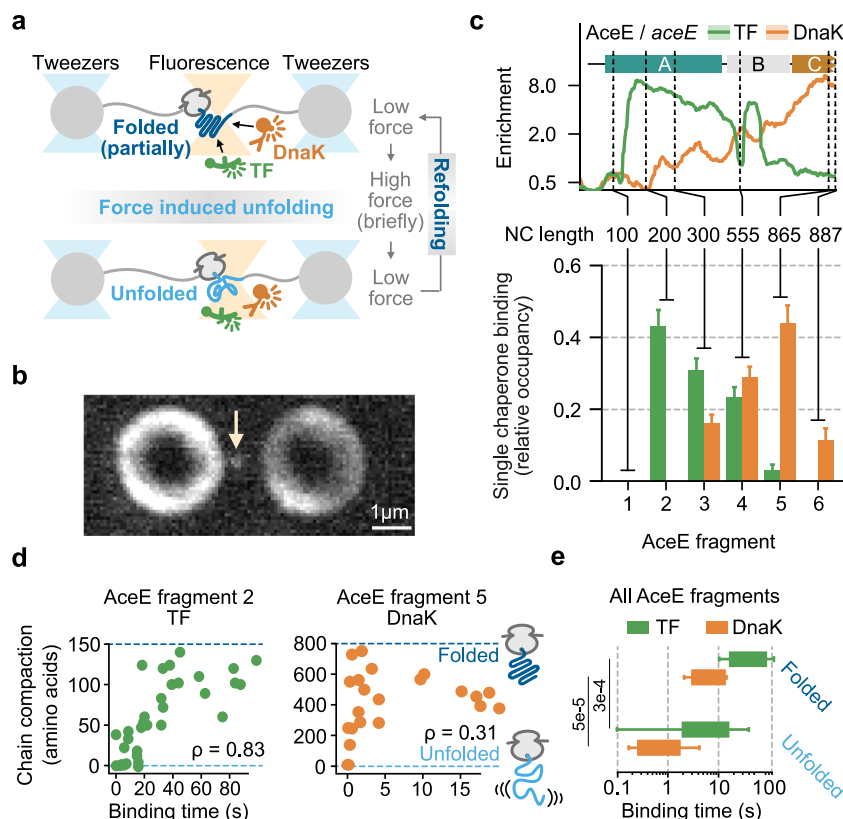 a
Tweezers Fluorescence Tweezers
Folded
(partially)
DnaK
TF
Low
force
High
force
(briefly)
Low
force
Refolding
Force induced unfolding
Unfolded
b
1µm
c
AceE / aceE TF DnaK
A B C
Enrichment
8.0
2.0
0.5
NC length 100 200 300 555 865 887
Single chaperone binding
(relative occupancy)
0.6
0.4
0.2
0.0
1 2 3 4 5 6
AceE fragment
d
AceE fragment 2
TF
Chain compaction
(amino acids)
150
100
50
0
ρ = 0.83
0 20 40 60 80
Binding time (s)
AceE fragment 5
DnaK
800
600
400
200
0
Folded
ρ = 0.31
Unfolded
0 5 10 15
e
All AceE fragments
TF DnaK
5e-5
3e-4
Folded
Unfolded
0.1 1 10 100
Binding time (s)